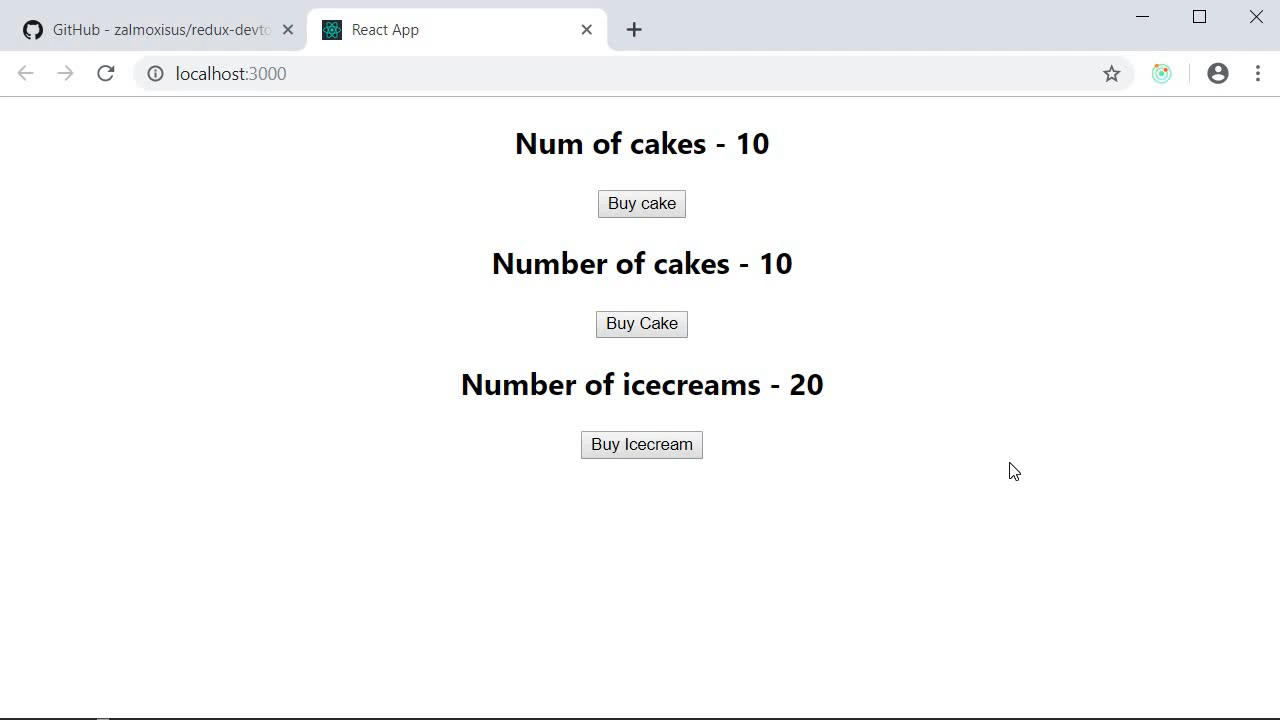 GitHub - zalmoxisus/redux-devto
React App
localhost:3000
Num of cakes - 10
Buy cake
Number of cakes - 10
Buy Cake
Number of icecreams - 20
Buy Icecream